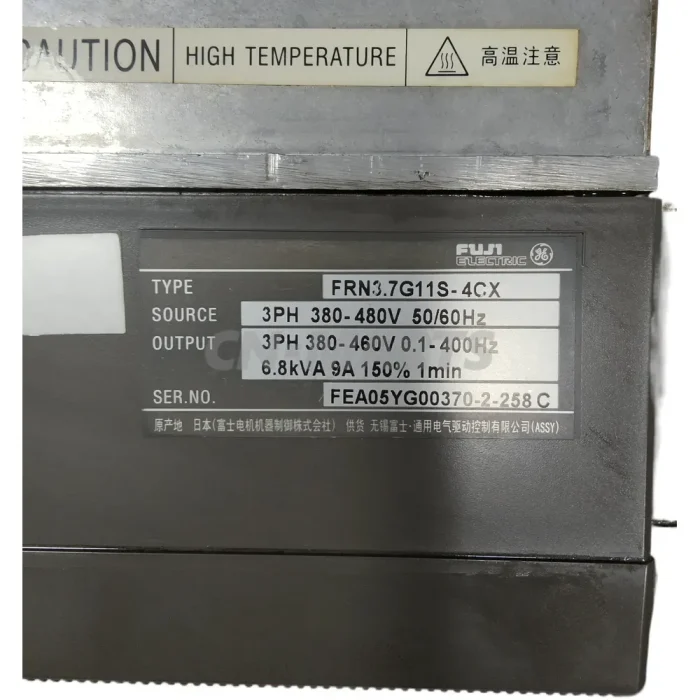 CAUTION HIGH TEMPERATURE 高温注意
FUJI
ELECTRIC GE
TYPE FRN3.7G11S-4CX
SOURCE 3PH 380-480V 50/60Hz
OUTPUT 3PH 380-460V 0.1-400Hz
6.8kVA 9A 150% 1min
SER.NO. FEA05YG00370-2-258 C
原产地 日本(富士电机机器制御株式会社) 供货 无锡富士·通用电气驱动控制有限公司(ASSY)